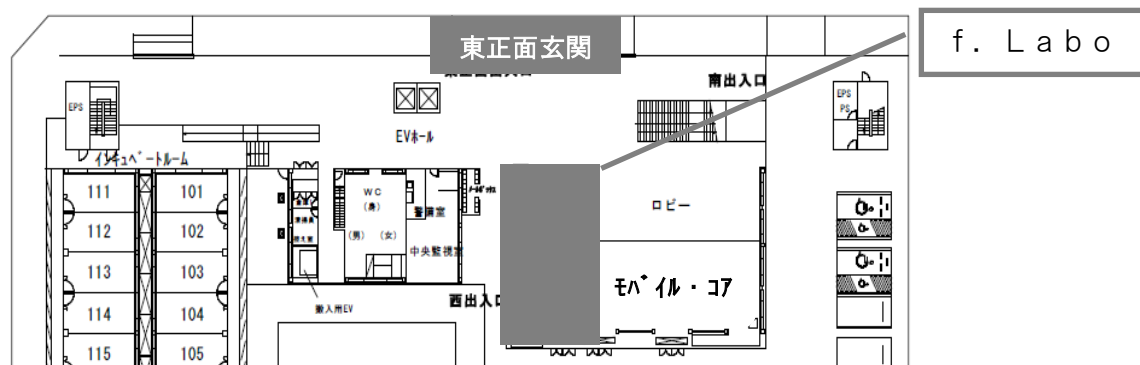 東正面玄関
f. Labo
南出入口
EPS
EPS
PS
EVホール
インキュベートルーム
111
101
WC
(身)
警備室
ロビー
112
102
(男)
(女)
中央監視室
113
103
モバイル・コア
西出入口
搬入用EV
114
104
115
105